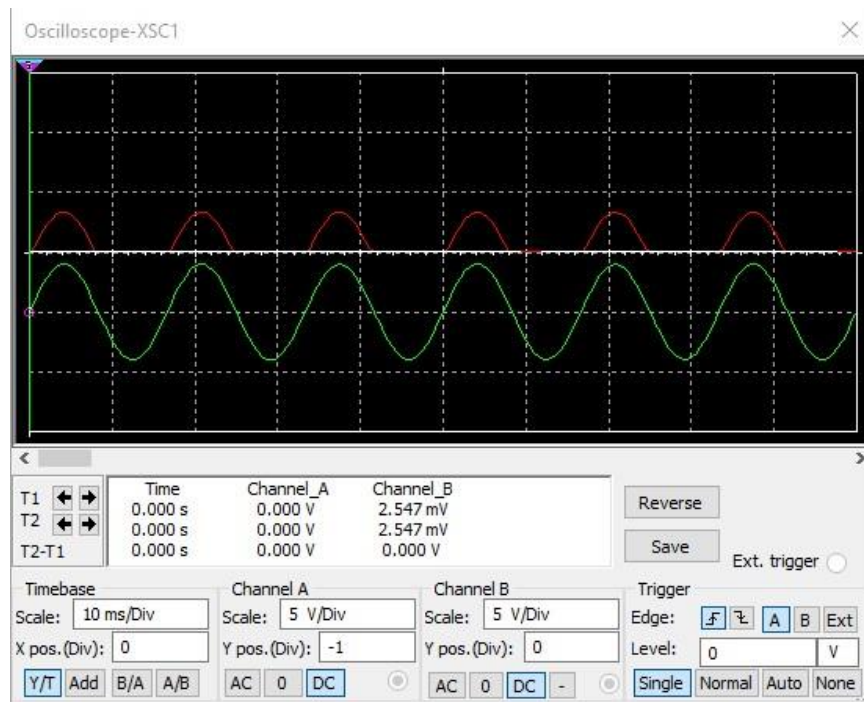 Oscilloscope-XSC1
Time Channel_A Channel_B
T1 0.000 s 0.000 V 2.547 mV
T2 0.000 s 0.000 V 2.547 mV
T2-T1 0.000 s 0.000 V 0.000 V
Reverse
Save
Ext. trigger
Timebase Channel A Channel B Trigger
Scale: 10 ms/Div Scale: 5 V/Div Scale: 5 V/Div Edge: A B Ext
X pos.(Div): 0 Y pos.(Div): -1 Y pos.(Div): 0 Level: 0 V
Y/T Add B/A A/B AC 0 DC AC 0 DC - Single Normal Auto None